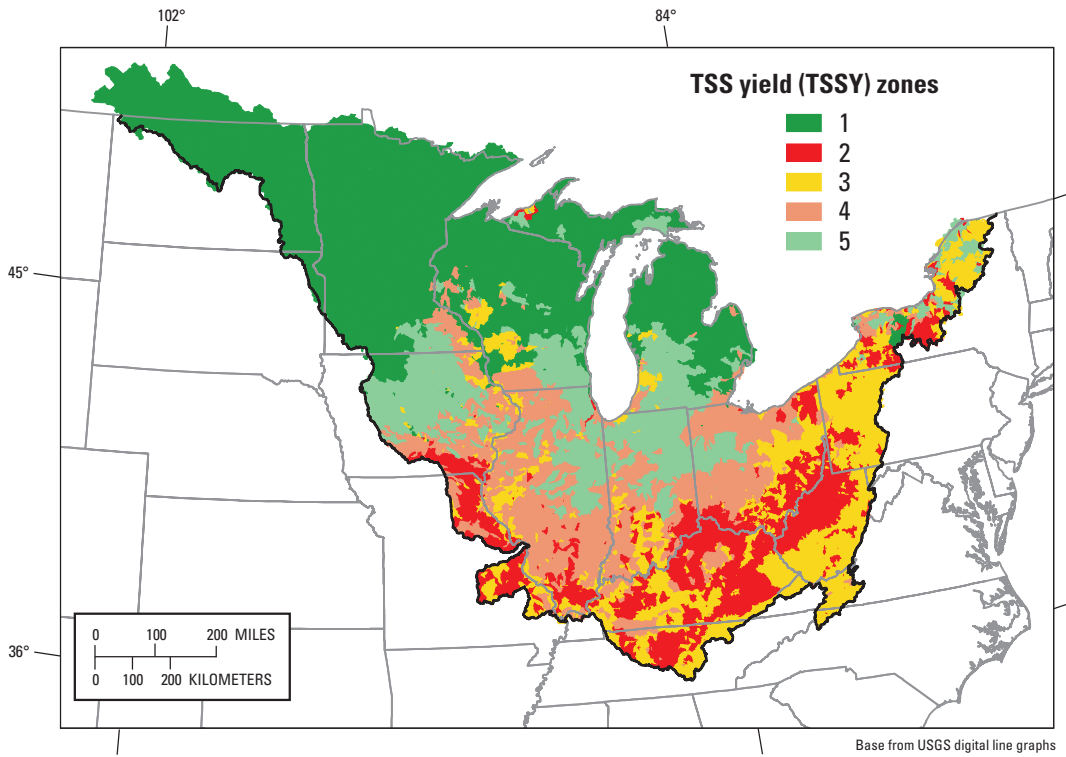 102°
84°
TSS yield (TSSY) zones
1
2
3
4
5
45°
36°
0 100 200 MILES
0 100 200 KILOMETERS
Base from USGS digital line graphs